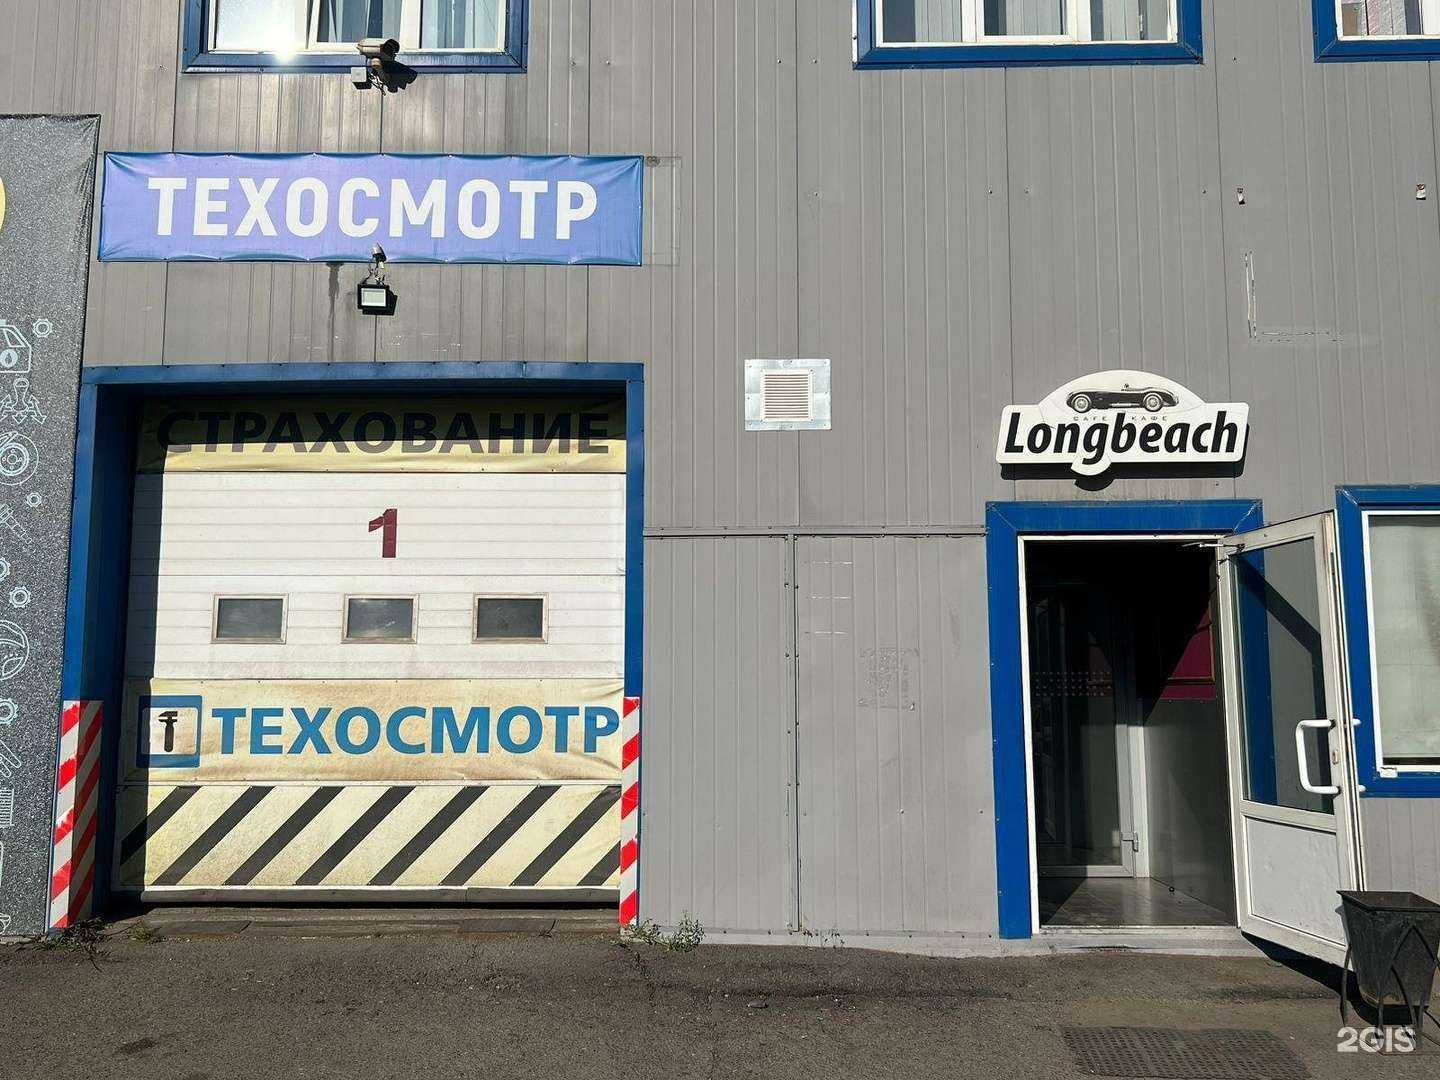 ТЕХОСМОТР
СТРАХОВАНИЕ
1
ТЕХОСМОТР
CAFE КАФЕ
Longbeach
2GIS